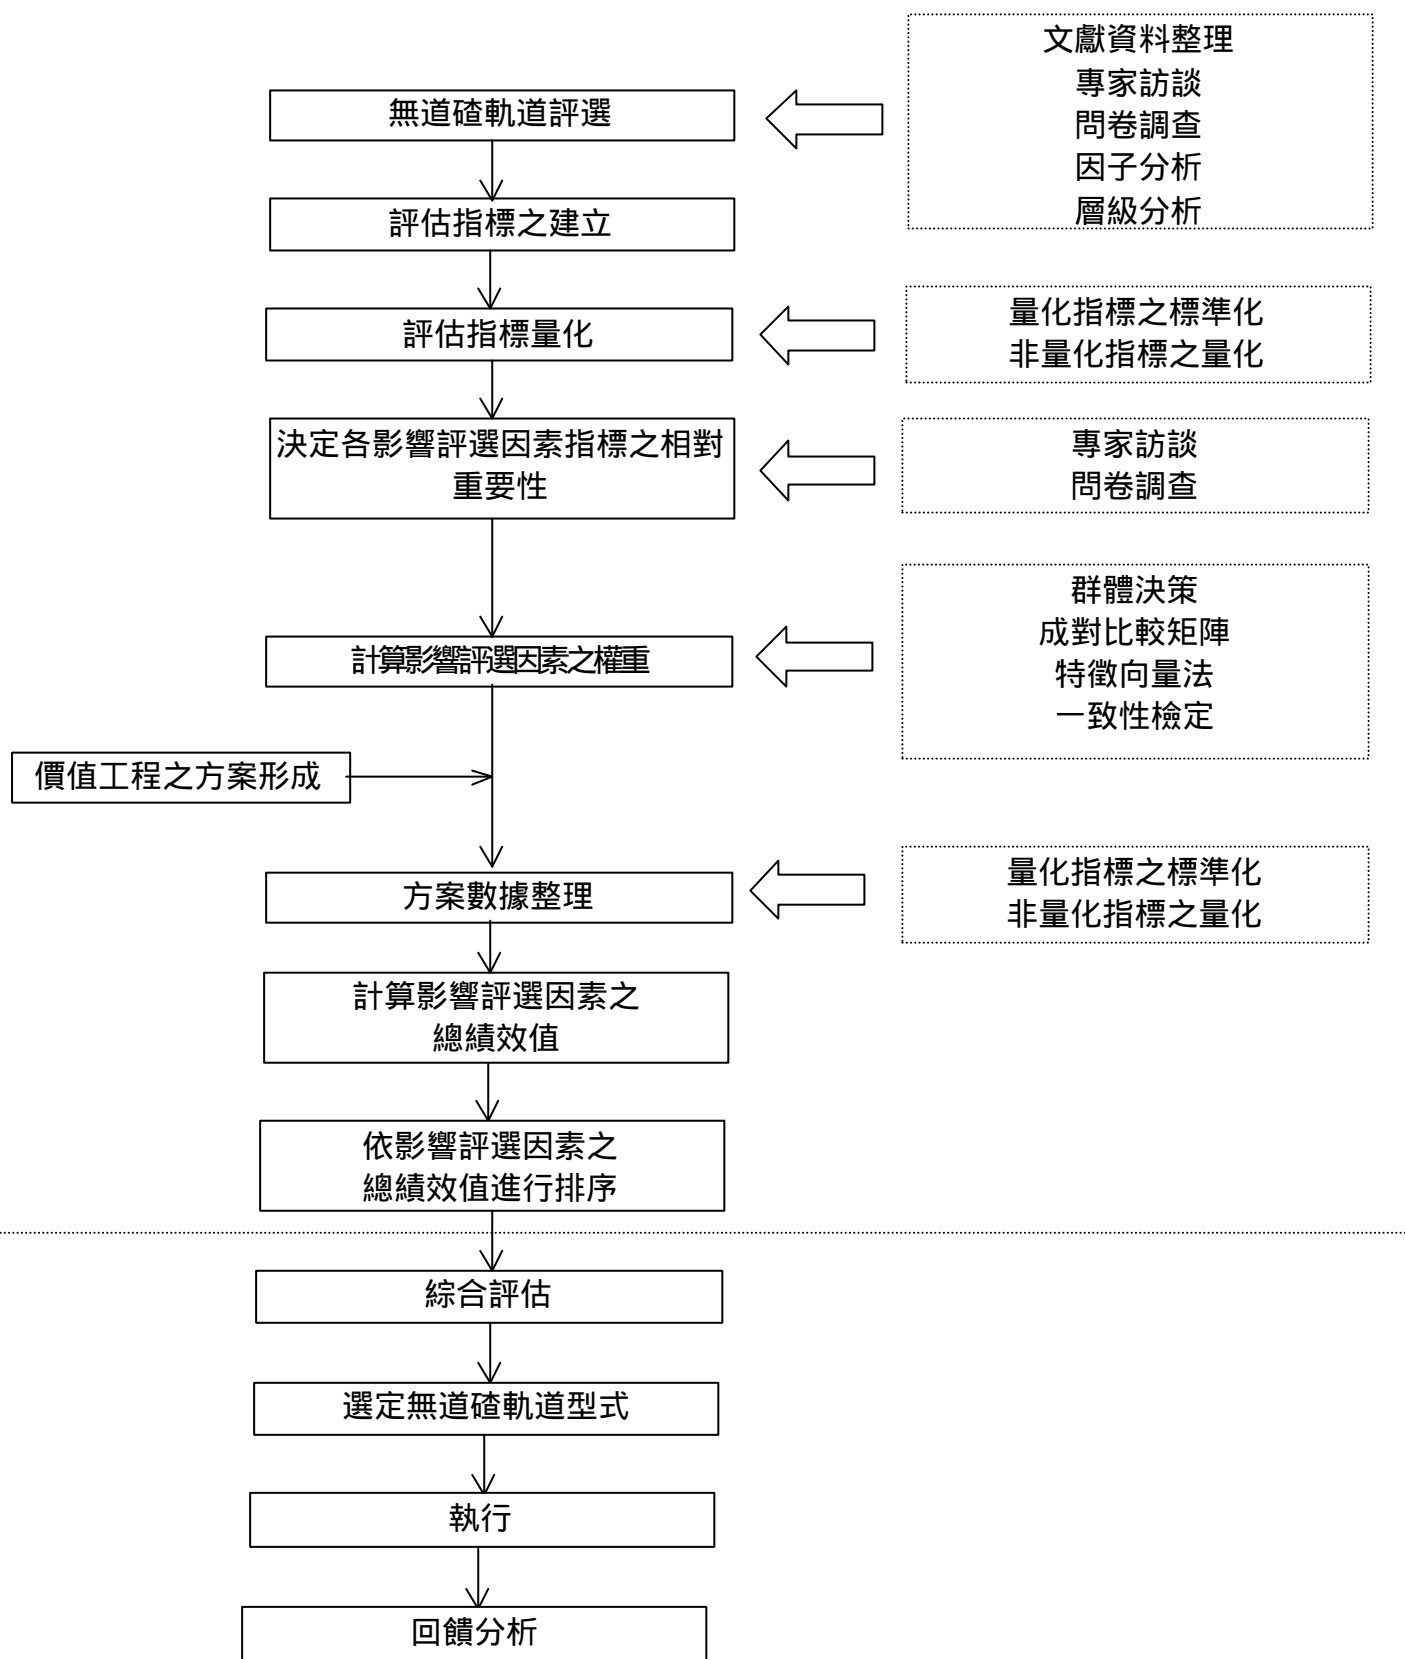 文獻資料整理
專家訪談
問卷調查
因子分析
層級分析
無道碴軌道評選
評估指標之建立
量化指標之標準化
非量化指標之量化
評估指標量化
決定各影響評選因素指標之相對
重要性
專家訪談
問卷調查
群體決策
成對比較矩陣
特徵向量法
一致性檢定
計算影響評選因素之權重
價值工程之方案形成
量化指標之標準化
非量化指標之量化
方案數據整理
計算影響評選因素之
總績效值
依影響評選因素之
總績效值進行排序
綜合評估
選定無道碴軌道型式
執行
回饋分析